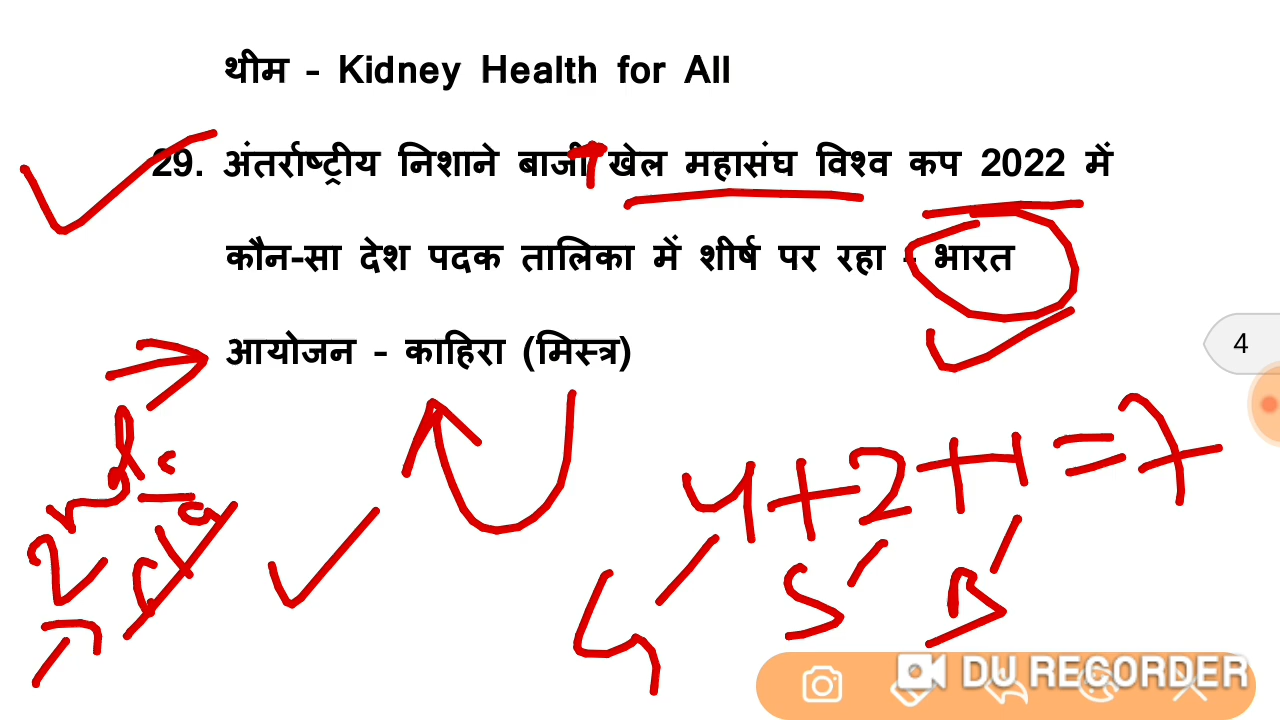 थीम - Kidney Health for All
29. अंतर्राष्ट्रीय निशाने बाजी खेल महासंघ विश्व कप 2022 में
कौन-सा देश पदक तालिका में शीर्ष पर रहा - भारत
आयोजन - काहिरा (मिस्त्र)
4
4+2+1=7
G S B
DU RECORDER